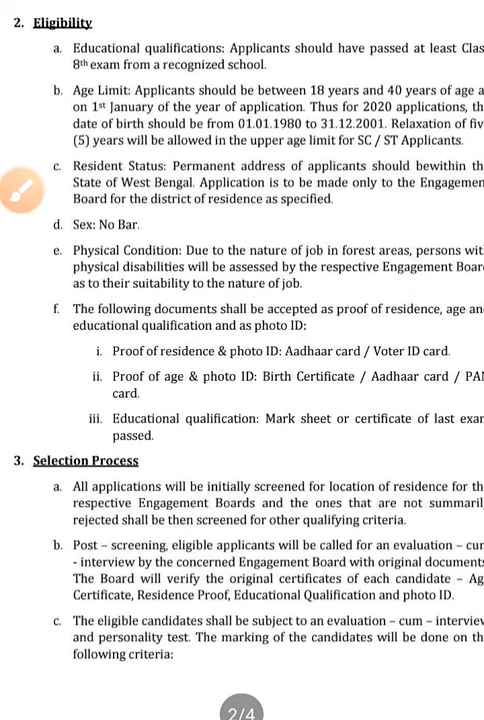 2. Eligibility
a. Educational qualifications: Applicants should have passed at least Clas
8th exam from a recognized school.
b. Age Limit: Applicants should be between 18 years and 40 years of age a
on 1st January of the year of application. Thus for 2020 applications, th
date of birth should be from 01.01.1980 to 31.12.2001. Relaxation of fiv
(5) years will be allowed in the upper age limit for SC / ST Applicants.
c. Resident Status: Permanent address of applicants should bewithin th
State of West Bengal. Application is to be made only to the Engagemen
Board for the district of residence as specified.
d. Sex: No Bar.
e. Physical Condition: Due to the nature of job in forest areas, persons wit
physical disabilities will be assessed by the respective Engagement Boar
as to their suitability to the nature of job.
f. The following documents shall be accepted as proof of residence, age an
educational qualification and as photo ID:
i. Proof of residence & photo ID: Aadhaar card / Voter ID card.
ii. Proof of age & photo ID: Birth Certificate / Aadhaar card / PAN
card.
iii. Educational qualification: Mark sheet or certificate of last exam
passed.
3. Selection Process
a. All applications will be initially screened for location of residence for th
respective Engagement Boards and the ones that are not summaril
rejected shall be then screened for other qualifying criteria.
b. Post – screening, eligible applicants will be called for an evaluation – cum
- interview by the concerned Engagement Board with original documents
The Board will verify the original certificates of each candidate – Ag
Certificate, Residence Proof, Educational Qualification and photo ID.
c. The eligible candidates shall be subject to an evaluation – cum – interview
and personality test. The marking of the candidates will be done on th
following criteria:
2/4